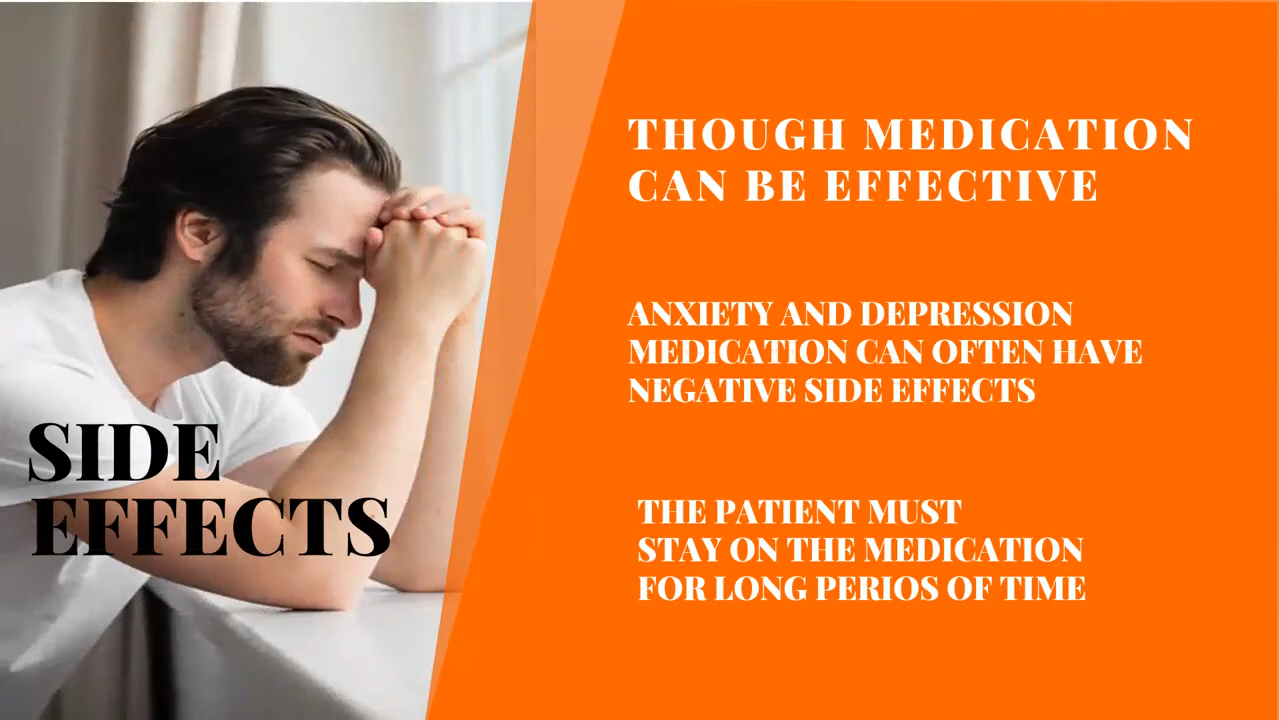 THOUGH MEDICATION
CAN BE EFFECTIVE
ANXIETY AND DEPRESSION
MEDICATION CAN OFTEN HAVE
NEGATIVE SIDE EFFECTS
SIDE
EFFECTS
THE PATIENT MUST
STAY ON THE MEDICATION
FOR LONG PERIOS OF TIME